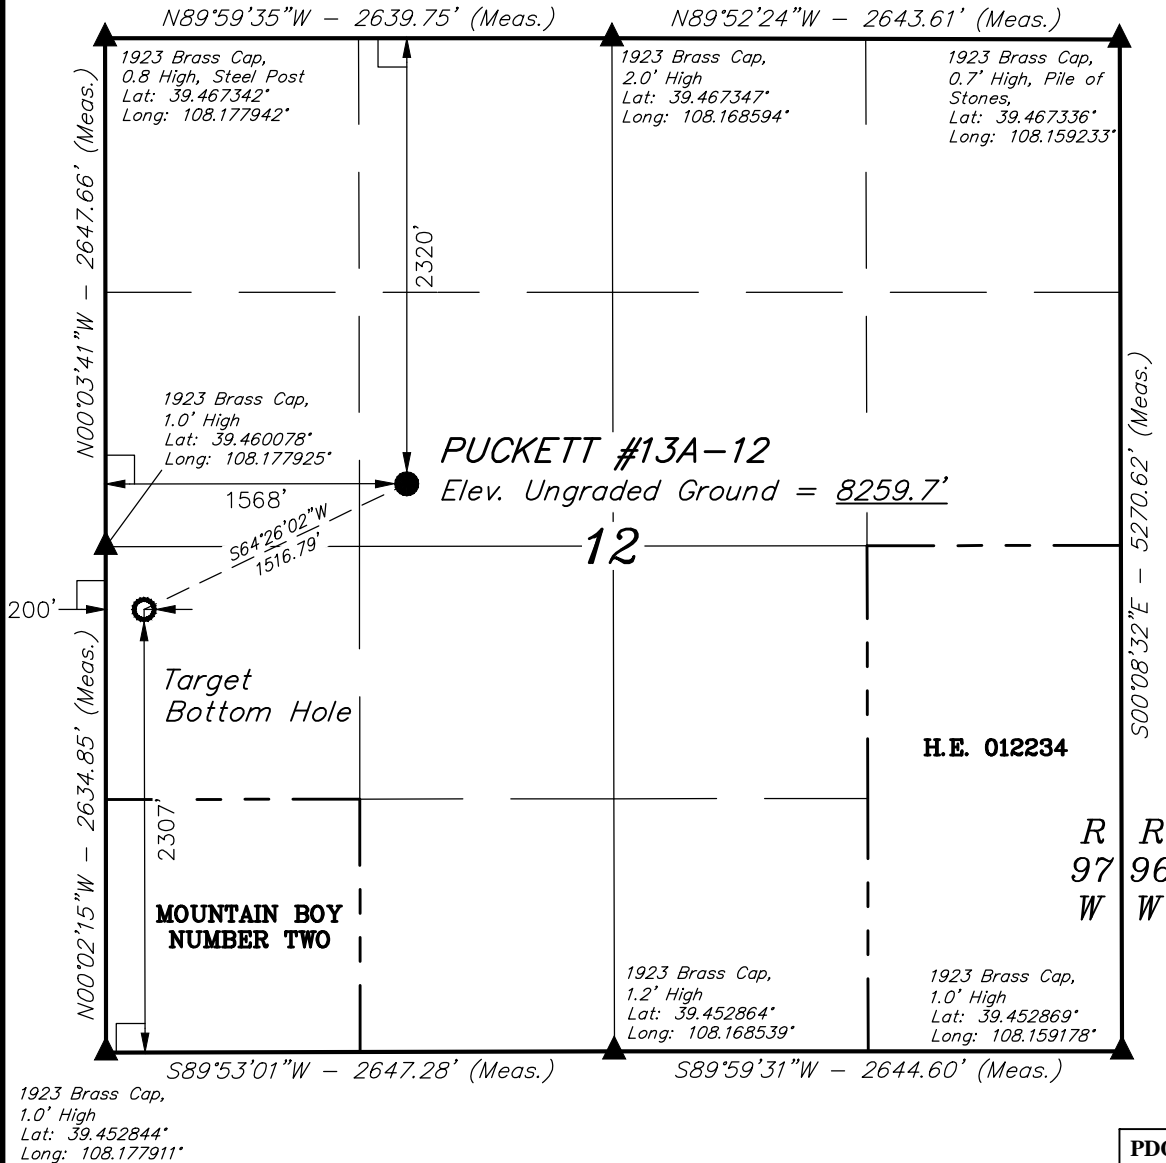 N89°59'35"W - 2639.75' (Meas.)
N89°52'24"W - 2643.61' (Meas.)
1923 Brass Cap,
0.8 High, Steel Post
Lat: 39.467342°
Long: 108.177942°
1923 Brass Cap,
2.0' High
Lat: 39.467347°
Long: 108.168594°
1923 Brass Cap,
0.7' High, Pile of
Stones,
Lat: 39.467336°
Long: 108.159233°
N00°03'41"W - 2647.66' (Meas.)
2320'
1923 Brass Cap,
1.0' High
Lat: 39.460078°
Long: 108.177925°
PUCKETT #13A-12
Elev. Ungraded Ground = 8259.7'
1568'
S64°26'02"W
1516.79'
12
S00°08'32"E - 5270.62' (Meas.)
200'
Target
Bottom Hole
N00°02'15"W - 2634.85' (Meas.)
2307'
H.E. 012234
R R
97 96
W W
MOUNTAIN BOY
NUMBER TWO
1923 Brass Cap,
1.2' High
Lat: 39.452864°
Long: 108.168539°
1923 Brass Cap,
1.0' High
Lat: 39.452869°
Long: 108.159178°
S89°53'01"W - 2647.28' (Meas.)
S89°59'31"W - 2644.60' (Meas.)
1923 Brass Cap,
1.0' High
Lat: 39.452844°
Long: 108.177911°